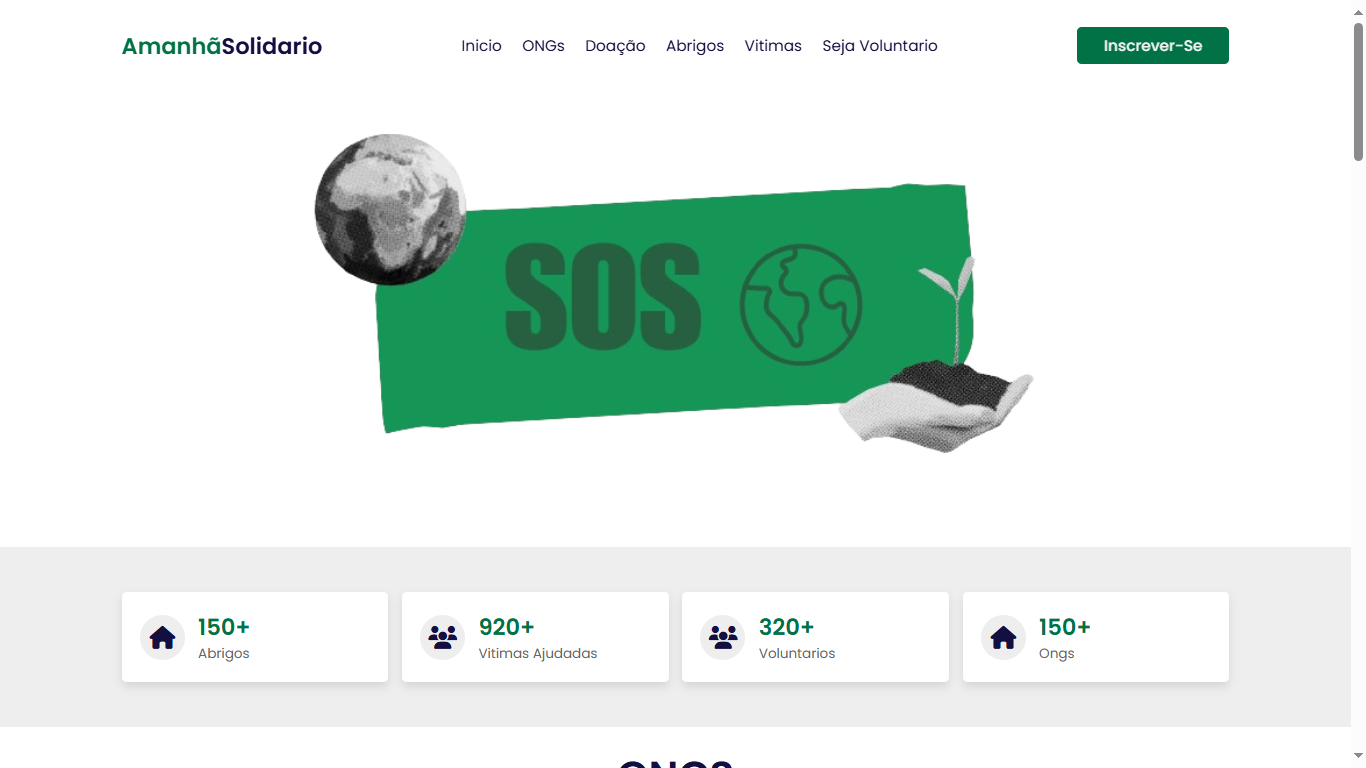 AmanhãSolidario
Inicio ONGs Doação Abrigos Vitimas Seja Voluntario
Inscrever-Se
SOS
150+
Abrigos
920+
Vitimas Ajudadas
320+
Voluntarios
150+
Ongs
ONGS